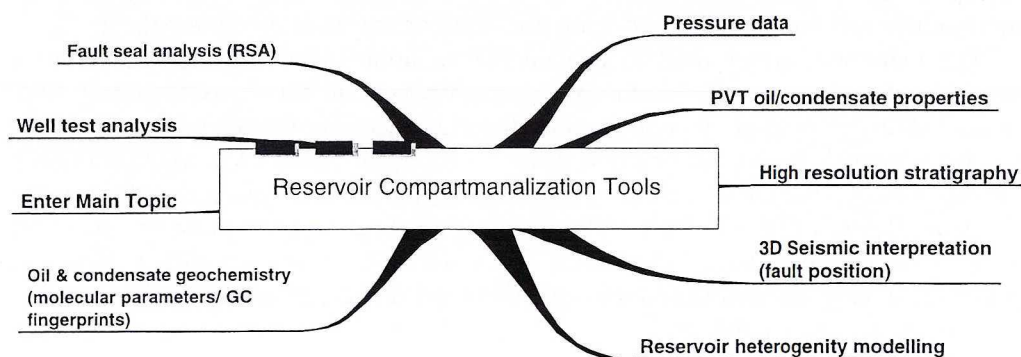 Pressure data
Fault seal analysis (RSA)
PVT oil/condensate properties
Well test analysis
High resolution stratigraphy
Reservoir Compartmanalization Tools
Enter Main Topic
3D Seismic interpretation
(fault position)
Oil & condensate geochemistry
(molecular parameters/ GC
fingerprints)
Reservoir heterogenity modelling